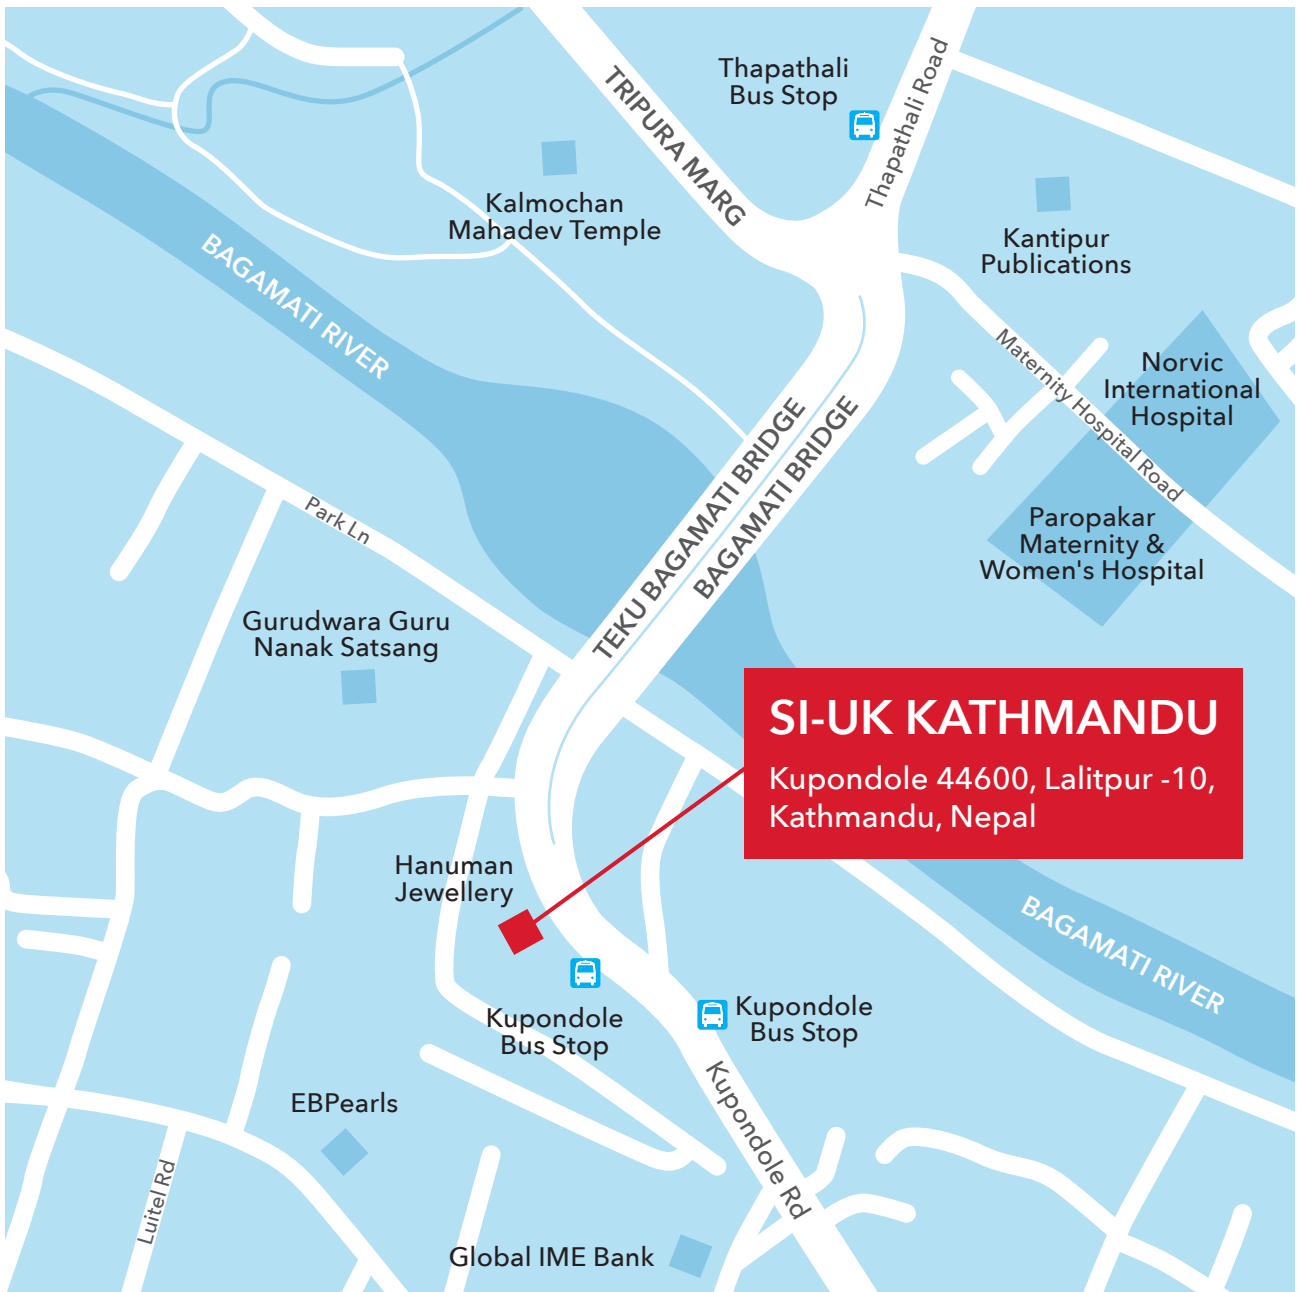 Thapathali
Bus Stop
Thapathali Road
TRIPURA MARG
Kalmochan
Mahadev Temple
Kantipur
Publications
BAGAMATI RIVER
Maternity Hospital Road
Norvic
International
Hospital
TEKU BAGAMATI BRIDGE
BAGAMATI BRIDGE
Park Ln
Paropakar
Maternity &
Women's Hospital
Gurudwara Guru
Nanak Satsang
SI-UK KATHMANDU
Kupondole 44600, Lalitpur -10,
Kathmandu, Nepal
Hanuman
Jewellery
BAGAMATI RIVER
Kupondole
Bus Stop
Kupondole
Bus Stop
EBPearls
Kupondole Rd
Luitel Rd
Global IME Bank